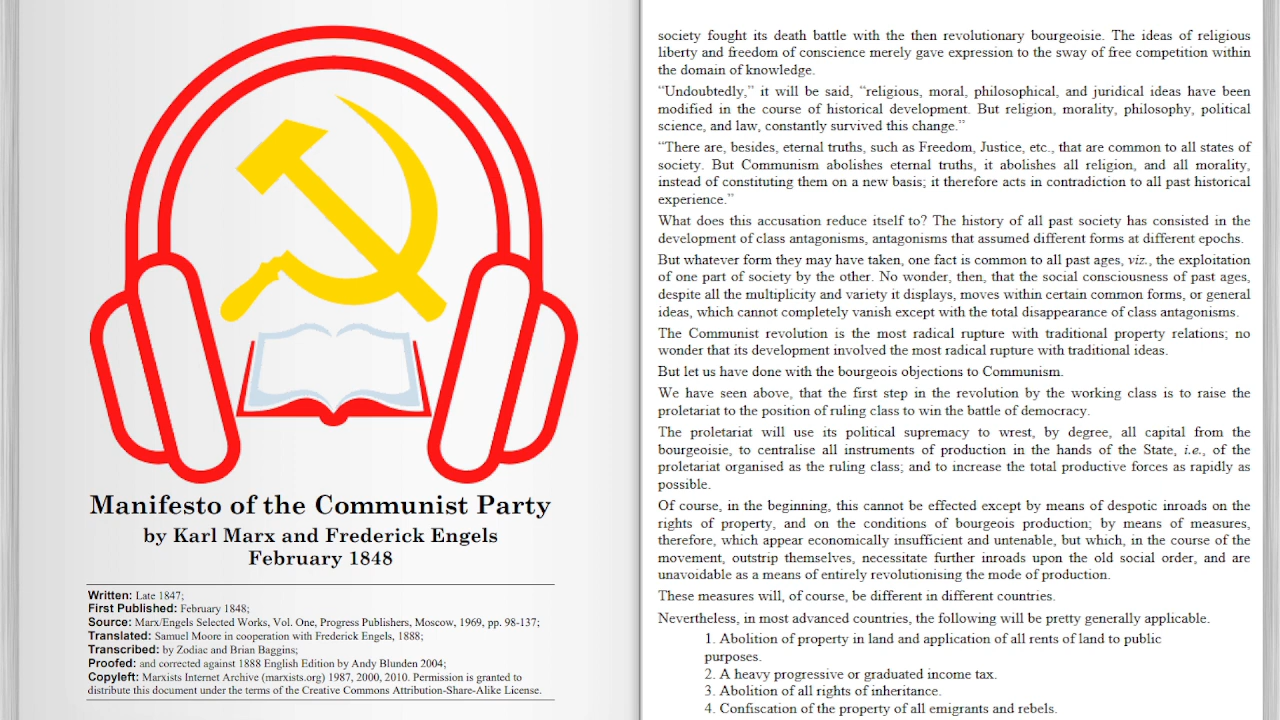 Manifesto of the Communist Party
by Karl Marx and Frederick Engels
February 1848
Written: Late 1847;
First Published: February 1848;
Source: Marx/Engels Selected Works, Vol. One, Progress Publishers, Moscow, 1969, pp. 98-137;
Translated: Samuel Moore in cooperation with Frederick Engels, 1888;
Transcribed: by Zodiac and Brian Baggins;
Proofed: and corrected against 1888 English Edition by Andy Blunden 2004;
Copyleft: Marxists Internet Archive (marxists.org) 1987, 2000, 2010. Permission is granted to
distribute this document under the terms of the Creative Commons Attribution-Share-Alike License.
society fought its death battle with the then revolutionary bourgeoisie. The ideas of religious
liberty and freedom of conscience merely gave expression to the sway of free competition within
the domain of knowledge.
“Undoubtedly,” it will be said, “religious, moral, philosophical, and juridical ideas have been
modified in the course of historical development. But religion, morality, philosophy, political
science, and law, constantly survived this change.”
“There are, besides, eternal truths, such as Freedom, Justice, etc., that are common to all states of
society. But Communism abolishes eternal truths, it abolishes all religion, and all morality,
instead of constituting them on a new basis; it therefore acts in contradiction to all past historical
experience.”
What does this accusation reduce itself to? The history of all past society has consisted in the
development of class antagonisms, antagonisms that assumed different forms at different epochs.
But whatever form they may have taken, one fact is common to all past ages, viz., the exploitation
of one part of society by the other. No wonder, then, that the social consciousness of past ages,
despite all the multiplicity and variety it displays, moves within certain common forms, or general
ideas, which cannot completely vanish except with the total disappearance of class antagonisms.
The Communist revolution is the most radical rupture with traditional property relations; no
wonder that its development involved the most radical rupture with traditional ideas.
But let us have done with the bourgeois objections to Communism.
We have seen above, that the first step in the revolution by the working class is to raise the
proletariat to the position of ruling class to win the battle of democracy.
The proletariat will use its political supremacy to wrest, by degree, all capital from the
bourgeoisie, to centralise all instruments of production in the hands of the State, i.e., of the
proletariat organised as the ruling class; and to increase the total productive forces as rapidly as
possible.
Of course, in the beginning, this cannot be effected except by means of despotic inroads on the
rights of property, and on the conditions of bourgeois production; by means of measures,
therefore, which appear economically insufficient and untenable, but which, in the course of the
movement, outstrip themselves, necessitate further inroads upon the old social order, and are
unavoidable as a means of entirely revolutionising the mode of production.
These measures will, of course, be different in different countries.
Nevertheless, in most advanced countries, the following will be pretty generally applicable.
1. Abolition of property in land and application of all rents of land to public
purposes.
2. A heavy progressive or graduated income tax.
3. Abolition of all rights of inheritance.
4. Confiscation of the property of all emigrants and rebels.